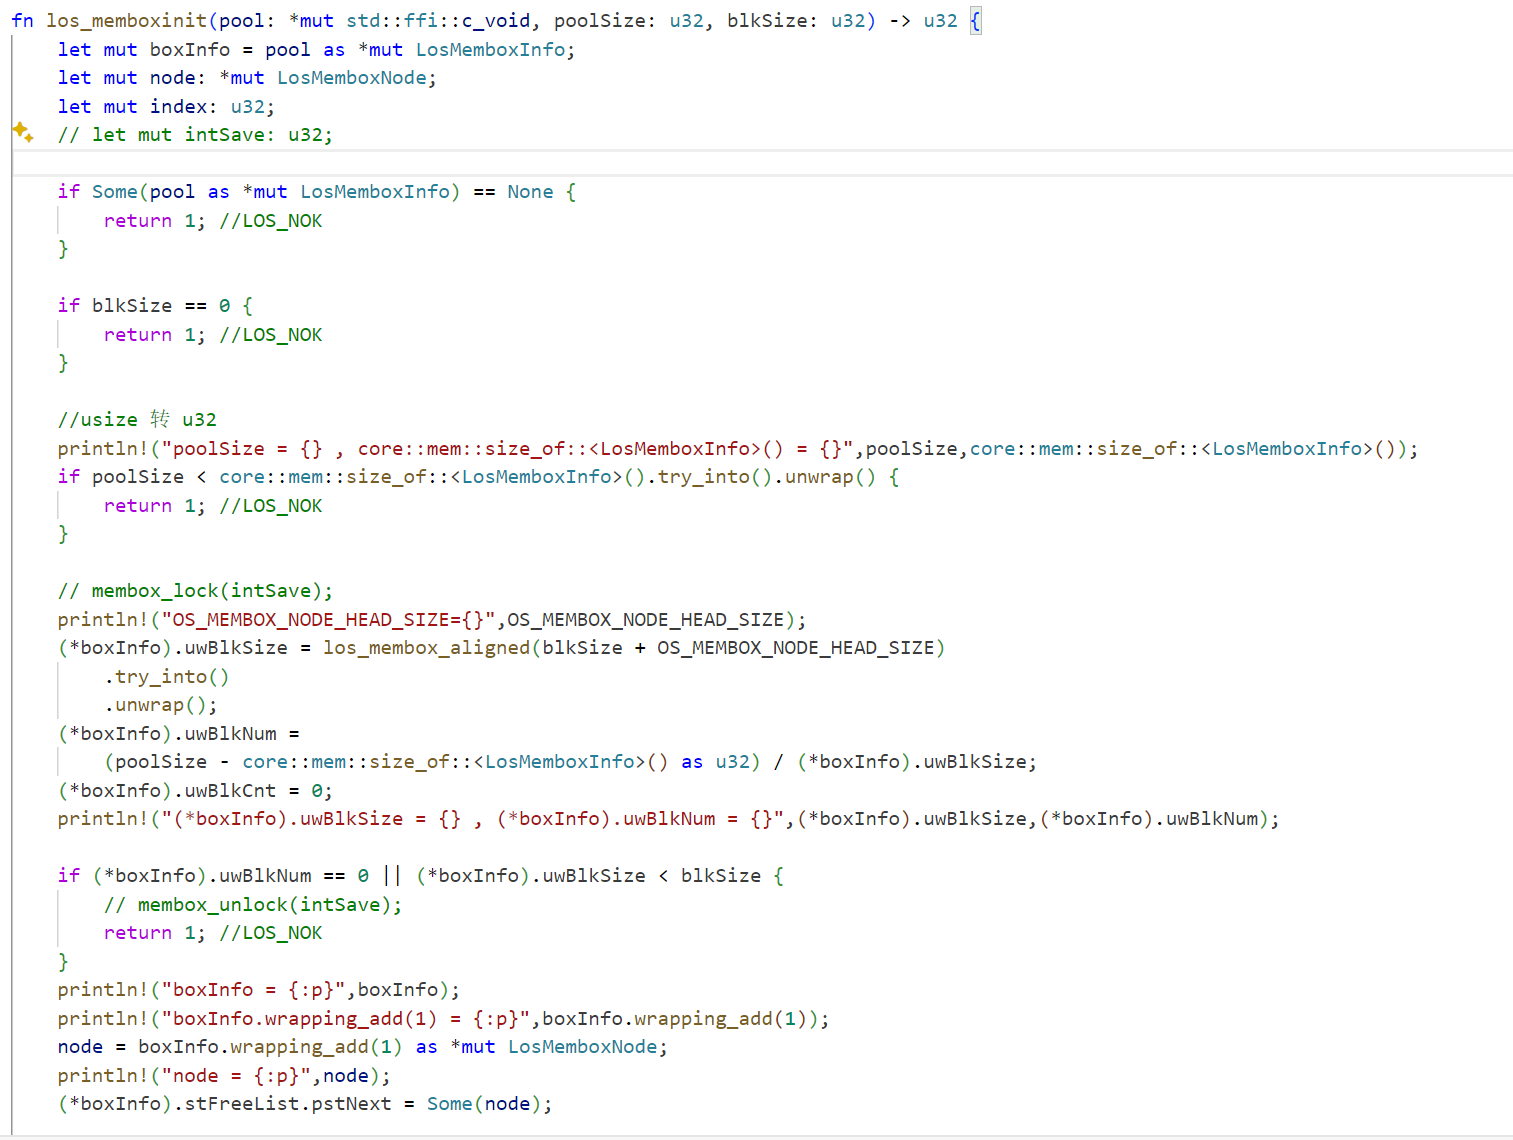 fn los_memboxinit(pool: *mut std::ffi::c_void, poolSize: u32, blkSize: u32) -> u32 {
    let mut boxInfo = pool as *mut LosMemboxInfo;
    let mut node: *mut LosMemboxNode;
    let mut index: u32;
    // let mut intSave: u32;

    if Some(pool as *mut LosMemboxInfo) == None {
        return 1; //LOS_NOK
    }

    if blkSize == 0 {
        return 1; //LOS_NOK
    }

    //usize 转 u32
    println!("poolSize = {} , core::mem::size_of::<LosMemboxInfo>() = {}",poolSize,core::mem::size_of::<LosMemboxInfo>());
    if poolSize < core::mem::size_of::<LosMemboxInfo>().try_into().unwrap() {
        return 1; //LOS_NOK
    }

    // membox_lock(intSave);
    println!("OS_MEMBOX_NODE_HEAD_SIZE={}",OS_MEMBOX_NODE_HEAD_SIZE);
    (*boxInfo).uwBlkSize = los_membox_aligned(blkSize + OS_MEMBOX_NODE_HEAD_SIZE)
        .try_into()
        .unwrap();
    (*boxInfo).uwBlkNum =
        (poolSize - core::mem::size_of::<LosMemboxInfo>() as u32) / (*boxInfo).uwBlkSize;
    (*boxInfo).uwBlkCnt = 0;
    println!("(*boxInfo).uwBlkSize = {} , (*boxInfo).uwBlkNum = {}",(*boxInfo).uwBlkSize,(*boxInfo).uwBlkNum);

    if (*boxInfo).uwBlkNum == 0 || (*boxInfo).uwBlkSize < blkSize {
        // membox_unlock(intSave);
        return 1; //LOS_NOK
    }
    println!("boxInfo = {:p}",boxInfo);
    println!("boxInfo.wrapping_add(1) = {:p}",boxInfo.wrapping_add(1));
    node = boxInfo.wrapping_add(1) as *mut LosMemboxNode;
    println!("node = {:p}",node);
    (*boxInfo).stFreeList.pstNext = Some(node);